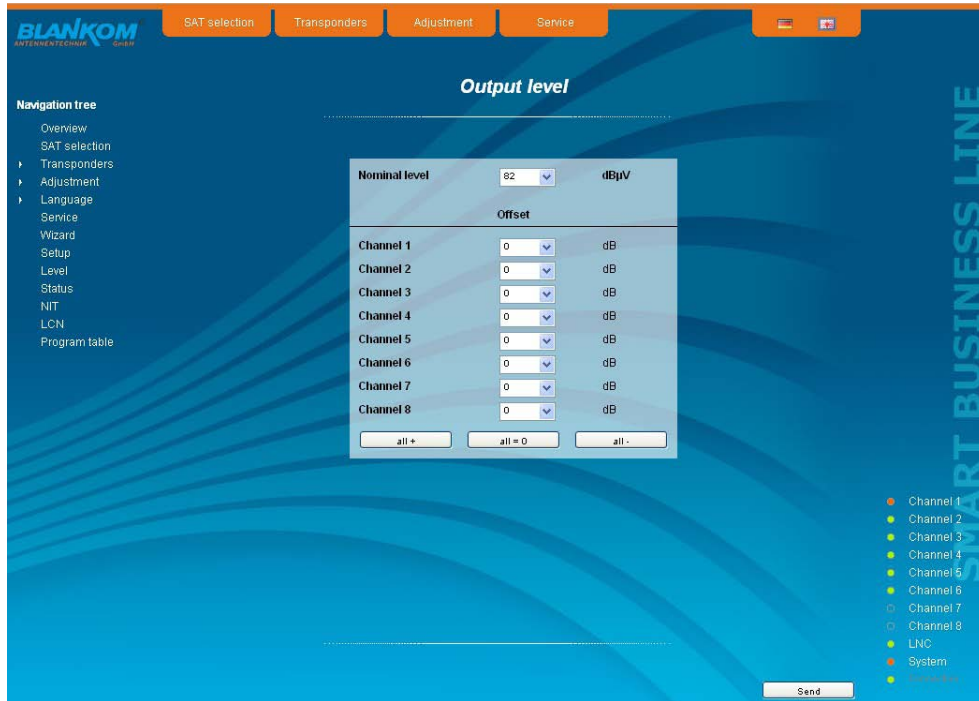 BLANKOM
ANTENNENTECHNIK GmbH
SAT selection
Transponders
Adjustment
Service
Output level
Navigation tree
Overview
SAT selection
Transponders
Adjustment
Language
Service
Wizard
Setup
Level
Status
NIT
LCN
Program table
Nominal level 82 dBµV
Offset
Channel 1 0 dB
Channel 2 0 dB
Channel 3 0 dB
Channel 4 0 dB
Channel 5 0 dB
Channel 6 0 dB
Channel 7 0 dB
Channel 8 0 dB
all + all = 0 all -
SMART BUSINESS LINE
Channel 1
Channel 2
Channel 3
Channel 4
Channel 5
Channel 6
Channel 7
Channel 8
LNC
System
Send